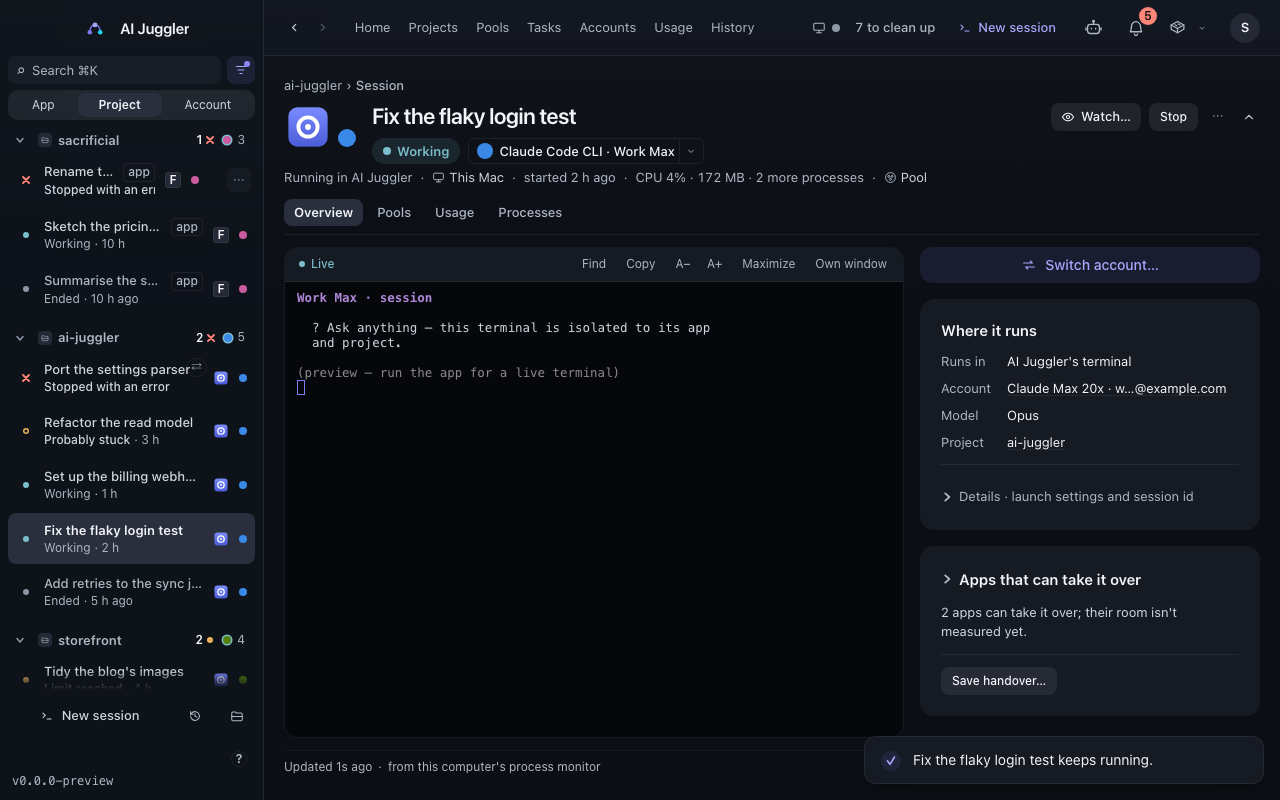 AI Juggler
Search ⌘K
App Project Account
sacrificial 1 3
Rename t... app F
Stopped with an err
Sketch the pricin... app F
Working · 10 h
Summarise the s... app F
Ended · 10 h ago
ai-juggler 2 5
Port the settings parser
Stopped with an error
Refactor the read model
Probably stuck · 3 h
Set up the billing webh...
Working · 1 h
Fix the flaky login test
Working · 2 h
Add retries to the sync j...
Ended · 5 h ago
storefront 2 4
Tidy the blog's images
Limit reached · 4 h
New session
?
v0.0.0-preview
Home Projects Pools Tasks Accounts Usage History
7 to clean up
New session
5
S
ai-juggler › Session
Fix the flaky login test
Working
Claude Code CLI · Work Max
Watch...
Stop
Running in AI Juggler · This Mac · started 2 h ago · CPU 4% · 172 MB · 2 more processes · Pool
Overview Pools Usage Processes
Live
Find Copy A− A+ Maximize Own window
Work Max · session
? Ask anything — this terminal is isolated to its app
and project.
(preview — run the app for a live terminal)
Switch account...
Where it runs
Runs in AI Juggler's terminal
Account Claude Max 20x · w...@example.com
Model Opus
Project ai-juggler
Details · launch settings and session id
Apps that can take it over
2 apps can take it over; their room isn't
measured yet.
Save handover...
Updated 1s ago · from this computer's process monitor
Fix the flaky login test keeps running.